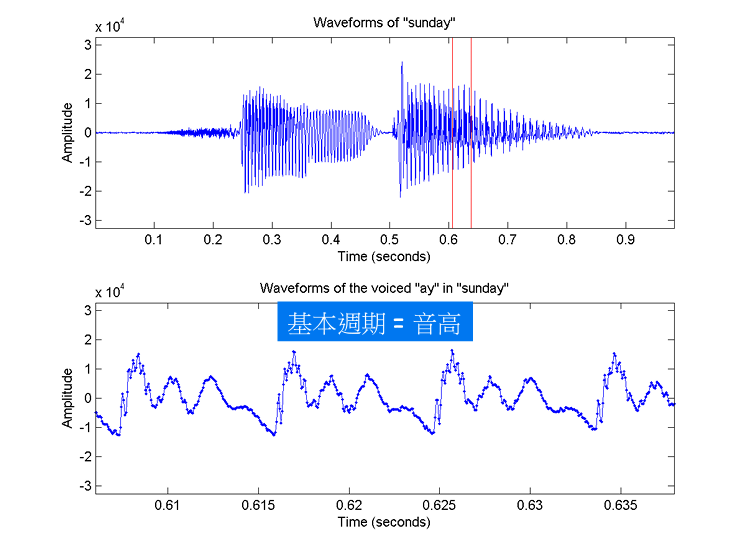 Waveforms of "sunday"
x 10⁴
3
2
1
0
-1
-2
-3
Amplitude
0.1 0.2 0.3 0.4 0.5 0.6 0.7 0.8 0.9
Time (seconds)
Waveforms of the voiced "ay" in "sunday"
x 10⁴
基本週期 = 音高
3
2
1
0
-1
-2
-3
Amplitude
0.61 0.615 0.62 0.625 0.63 0.635
Time (seconds)